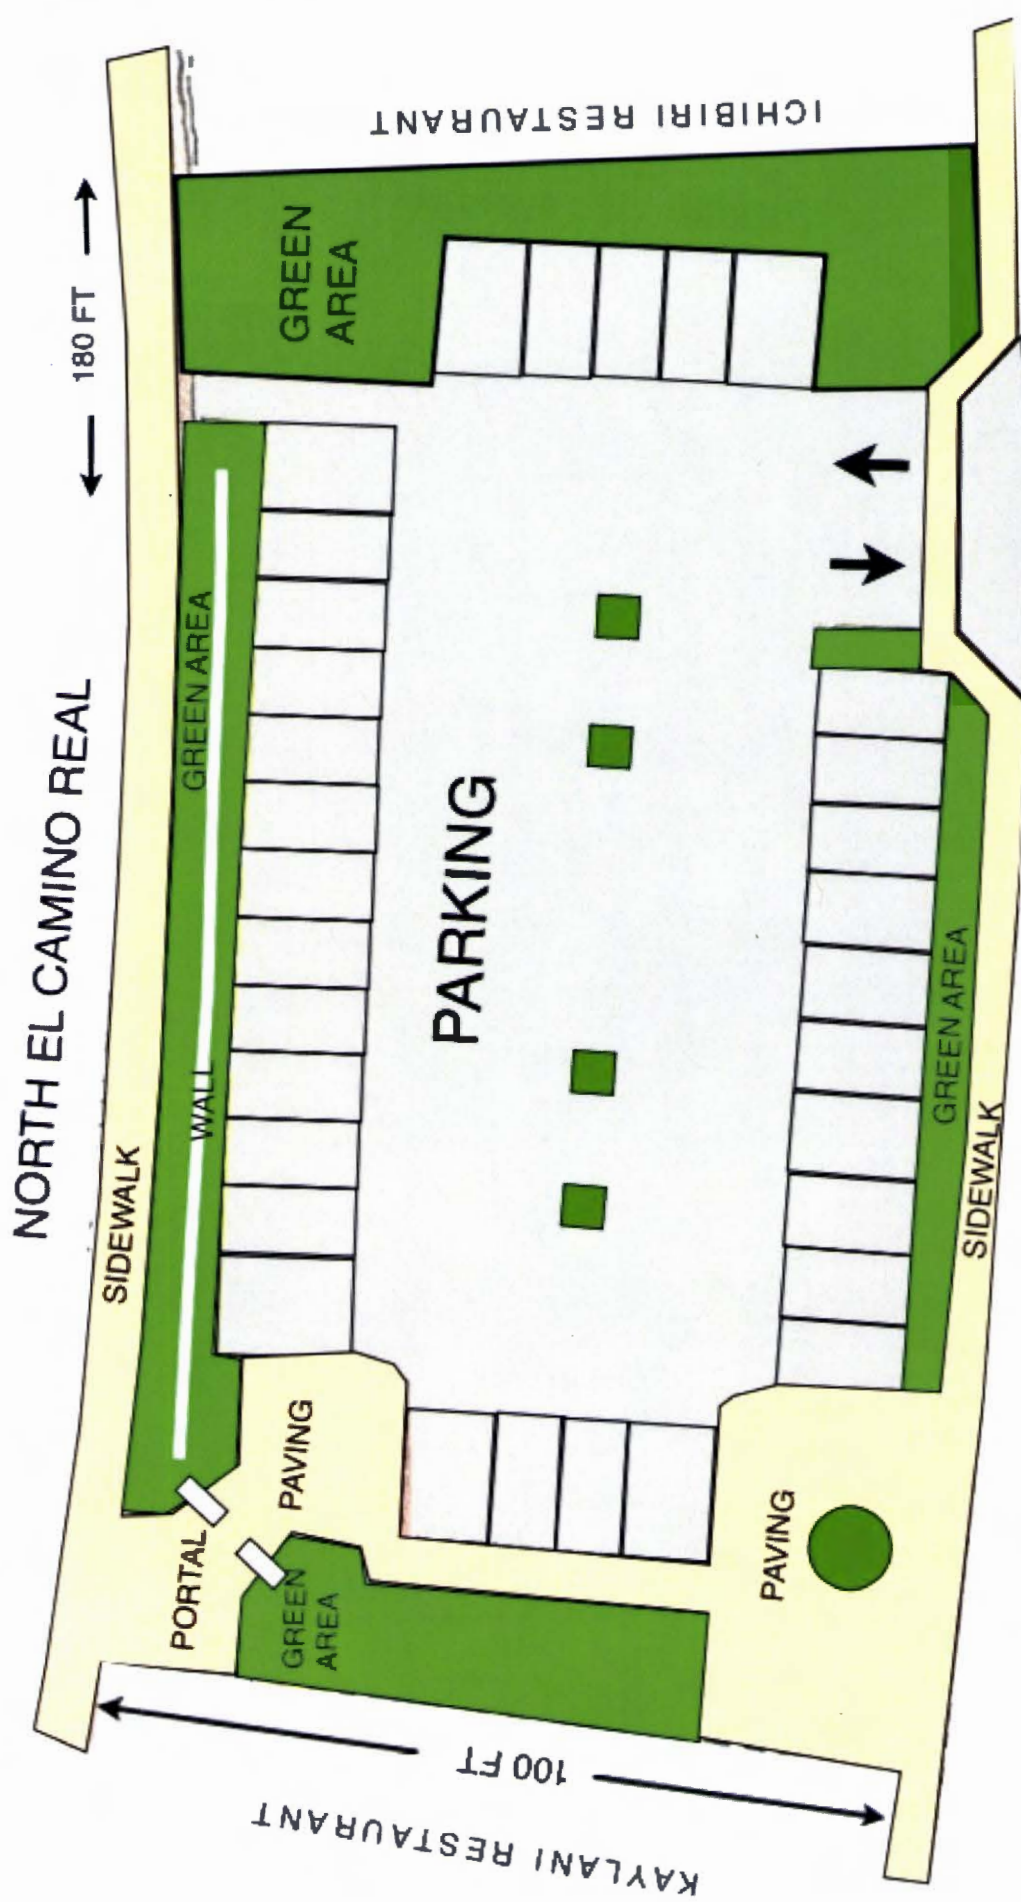 NORTH EL CAMINO REAL
180 FT
SIDEWALK
GREEN AREA
WALL
GREEN
AREA
ICHIBIRI RESTAURANT
PARKING
PORTAL
PAVING
GREEN
AREA
PAVING
GREEN AREA
SIDEWALK
100 FT
KAYLANI RESTAURANT